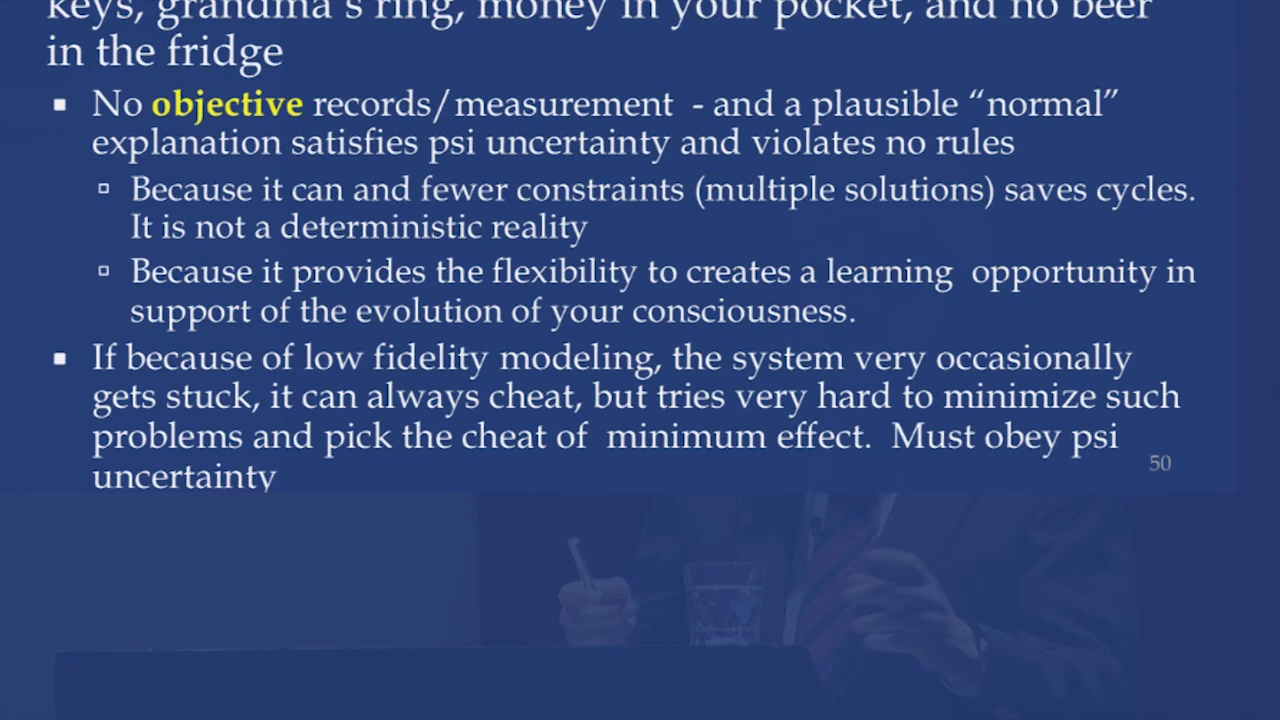 keys, grandma's ring, money in your pocket, and no beer
in the fridge
▪ No objective records/measurement - and a plausible “normal”
explanation satisfies psi uncertainty and violates no rules
▫ Because it can and fewer constraints (multiple solutions) saves cycles.
It is not a deterministic reality
▫ Because it provides the flexibility to creates a learning opportunity in
support of the evolution of your consciousness.
▪ If because of low fidelity modeling, the system very occasionally
gets stuck, it can always cheat, but tries very hard to minimize such
problems and pick the cheat of minimum effect. Must obey psi
uncertainty
50